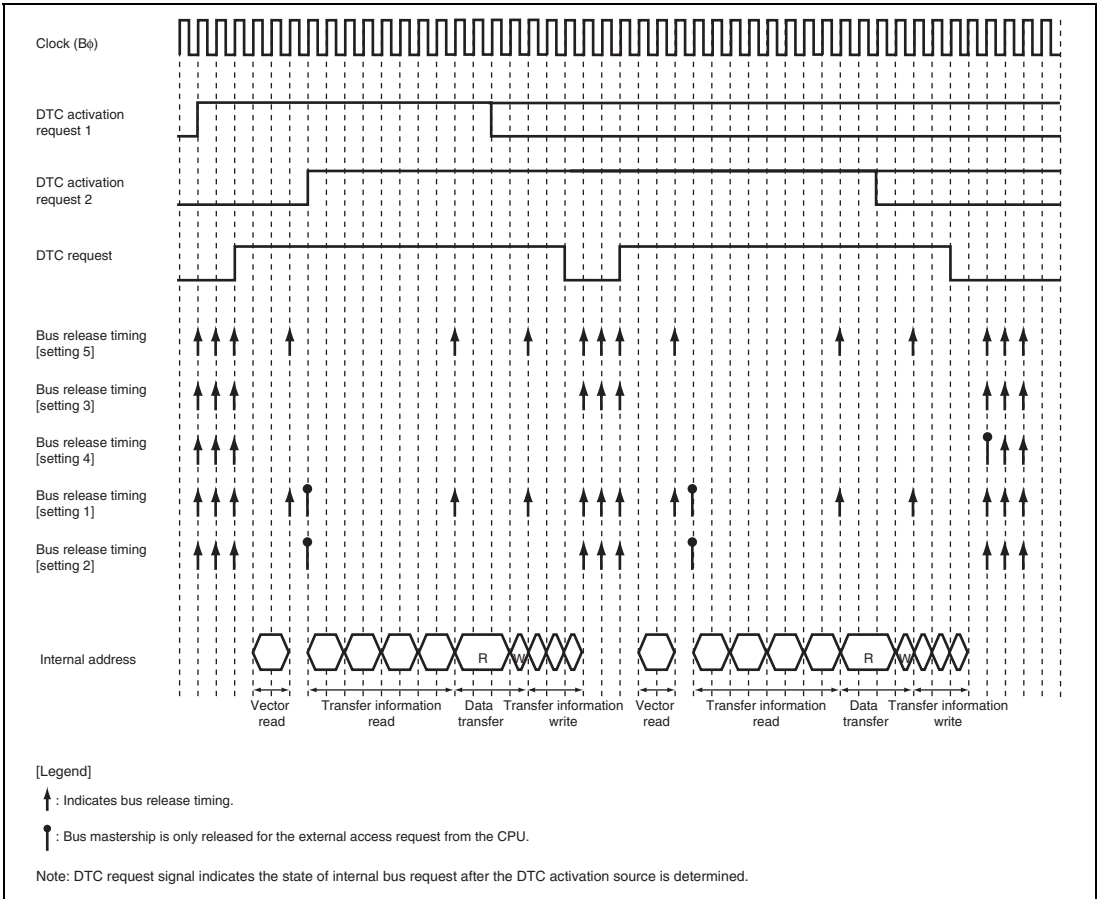 Clock (Bφ)
DTC activation
request 1
DTC activation
request 2
DTC request
Bus release timing
[setting 5]
Bus release timing
[setting 3]
Bus release timing
[setting 4]
Bus release timing
[setting 1]
Bus release timing
[setting 2]
Internal address
R W R W
Vector read
Transfer information read
Data transfer
Transfer information write
Vector read
Transfer information read
Data transfer
Transfer information write
[Legend]
: Indicates bus release timing.
: Bus mastership is only released for the external access request from the CPU.
Note: DTC request signal indicates the state of internal bus request after the DTC activation source is determined.